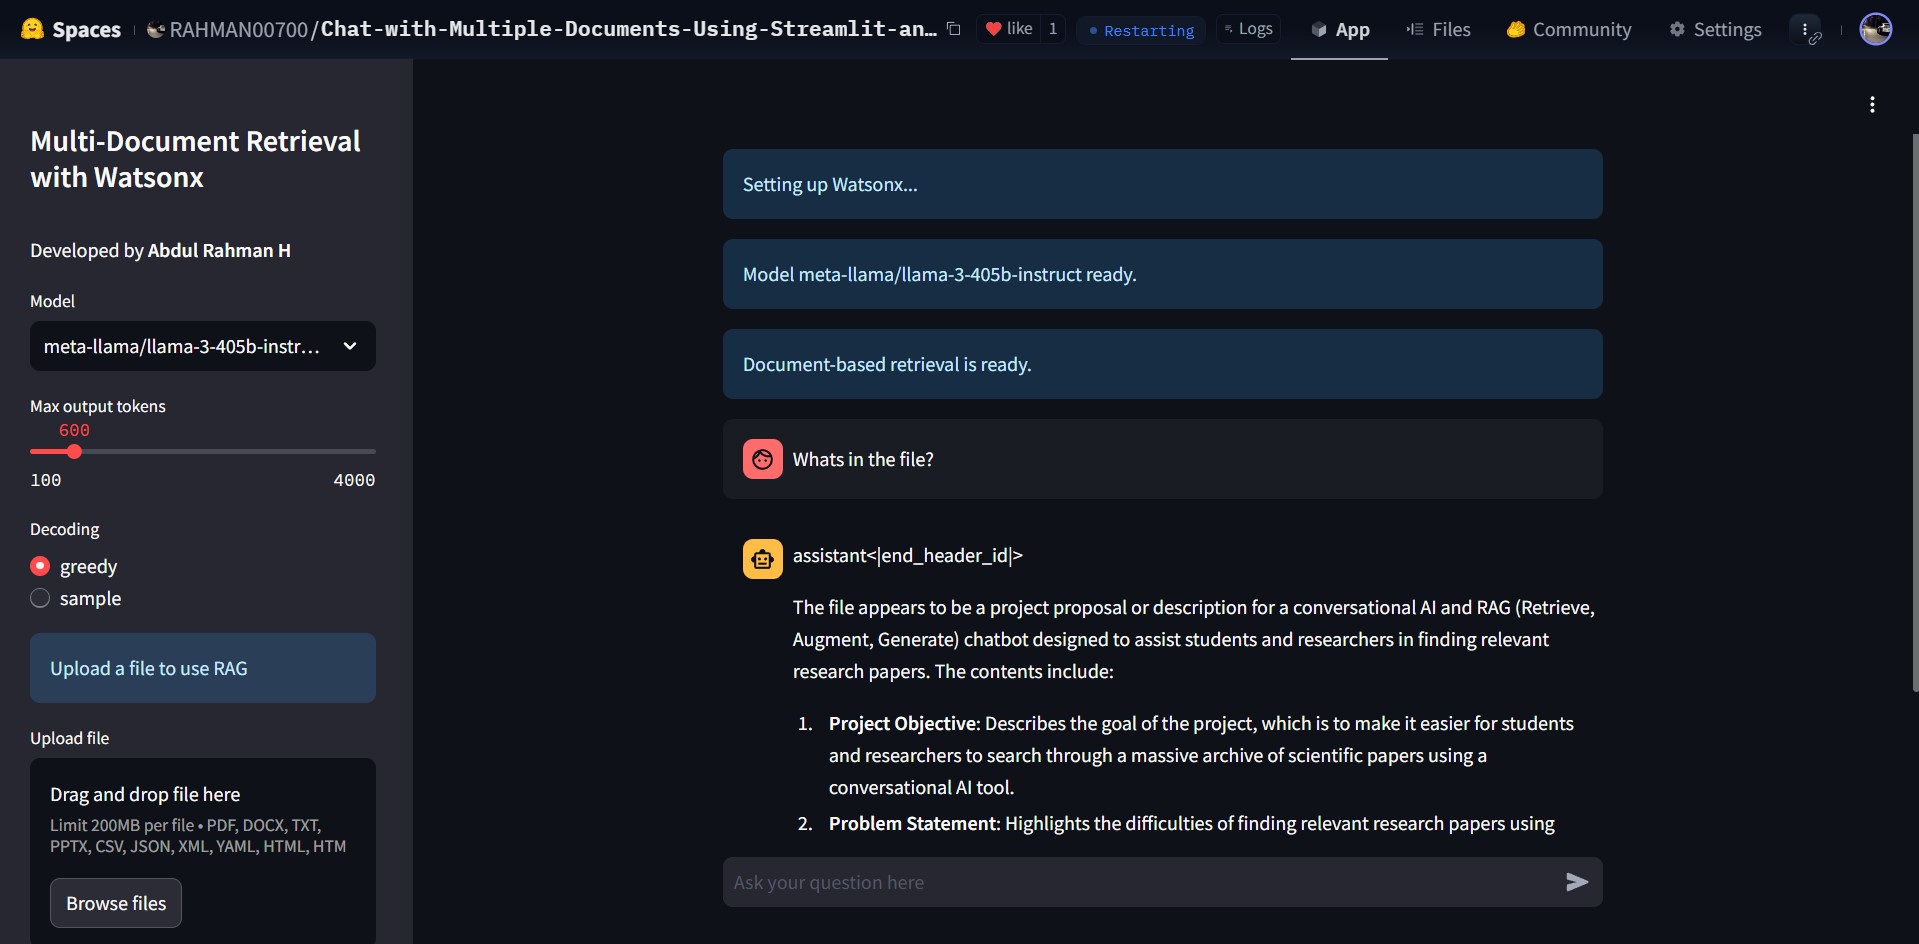 Spaces
RAHMAN00700/Chat-with-Multiple-Documents-Using-Streamlit-an…
like 1
Restarting
Logs
App
Files
Community
Settings
Multi-Document Retrieval
with Watsonx
Developed by Abdul Rahman H
Model
meta-llama/llama-3-405b-instr…
Max output tokens
600
100 4000
Decoding
greedy
sample
Upload a file to use RAG
Upload file
Drag and drop file here
Limit 200MB per file • PDF, DOCX, TXT,
PPTX, CSV, JSON, XML, YAML, HTML, HTM
Browse files
Setting up Watsonx...
Model meta-llama/llama-3-405b-instruct ready.
Document-based retrieval is ready.
Whats in the file?
assistant<|end_header_id|>
The file appears to be a project proposal or description for a conversational AI and RAG (Retrieve,
Augment, Generate) chatbot designed to assist students and researchers in finding relevant
research papers. The contents include:
1. Project Objective: Describes the goal of the project, which is to make it easier for students
and researchers to search through a massive archive of scientific papers using a
conversational AI tool.
2. Problem Statement: Highlights the difficulties of finding relevant research papers using
Ask your question here